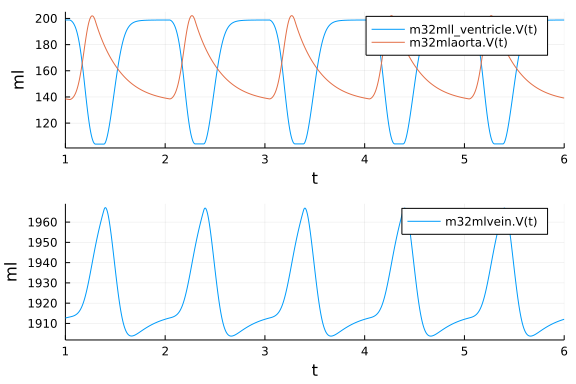 200
180
160
140
120
ml
m32mll_ventricle.V(t)
m32mlaorta.V(t)
1 2 3 4 5 6
t
1960
1950
1940
1930
1920
1910
ml
m32mlvein.V(t)
1 2 3 4 5 6
t